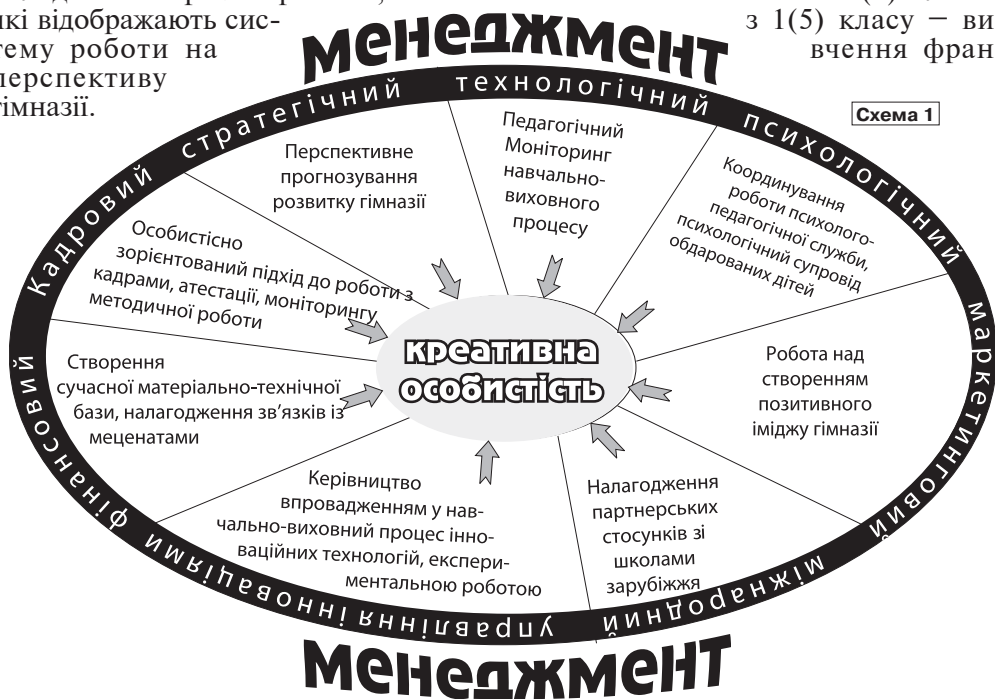 які відображають сис-
тему роботи на
перспективу
гімназії.
з 1(5) класу – ви
вчення фран
Схема 1
менеджмент
Кадровий стратегічний технологічний психологічний маркетинговий
Перспективне
прогнозування
розвитку гімназії
Педагогічний
Моніторинг
навчально-
виховного
процесу
Координування
роботи психолого-
педагогічної служби,
психологічний супровід
обдарованих дітей
Особистісно
зорієнтований підхід до роботи з
кадрами, атестації, моніторингу
методичної роботи
креативна
особистість
Робота над
створенням
позитивного
іміджу гімназії
Створення
сучасної матеріально-технічної
бази, налагодження зв’язків із
меценатами
Керівництво
впровадженням у нав-
чально-виховний процес інно-
ваційних технологій, експери-
ментальною роботою
Налагодження
партнерських
стосунків зі
школами
зарубіжжя
фінансовий
управління інноваціями
міжнародний
менеджмент